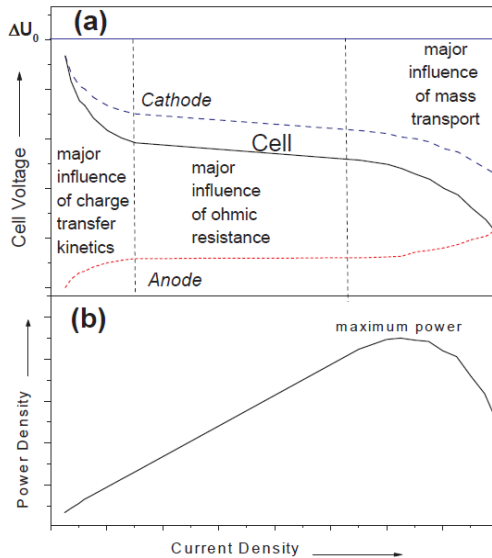 ΔU0
(a)
major
influence
of mass
transport
Cathode
Cell
major
influence
of charge
transfer
kinetics
major
influence
of ohmic
resistance
Anode
Cell Voltage
(b)
maximum power
Power Density
Current Density